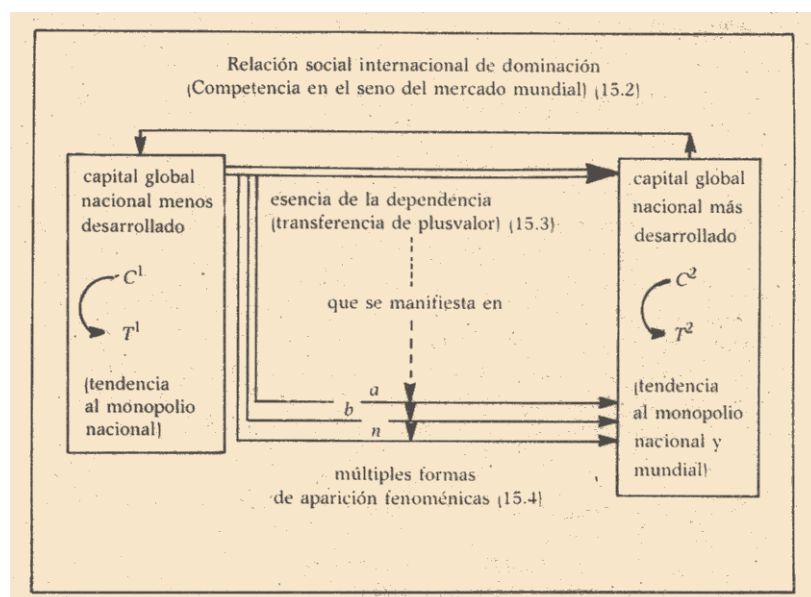 Relación social internacional de dominación
(Competencia en el seno del mercado mundial) (15.2)
capital global
nacional menos
desarrollado
C¹
T¹
(tendencia
al monopolio
nacional)
esencia de la dependencia
(transferencia de plusvalor) (15.3)
que se manifiesta en
a
b
n
múltiples formas
de aparición fenoménicas (15.4)
capital global
nacional más
desarrollado
C²
T²
(tendencia
al monopolio
nacional y
mundial)